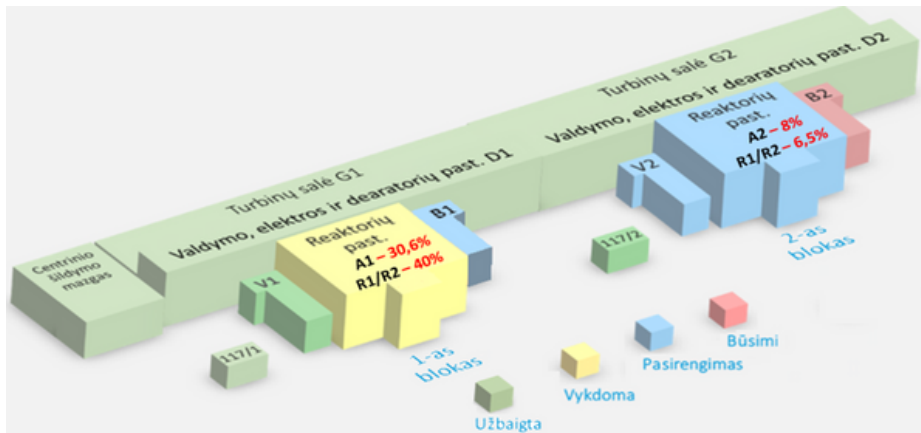 Turbinų salė G2
Valdymo, elektros ir dearatorių past. D2
Turbinų salė G1
Valdymo, elektros ir dearatorių past. D1
Centrinio
šildymo
mazgas
V1
Reaktorių
past.
A1 – 30,6%
R1/R2 – 40%
B1
117/1
1-as
blokas
V2
Reaktorių
past.
A2 – 8%
R1/R2 – 6,5%
B2
117/2
2-as
blokas
Užbaigta
Vykdoma
Pasirengimas
Būsimi